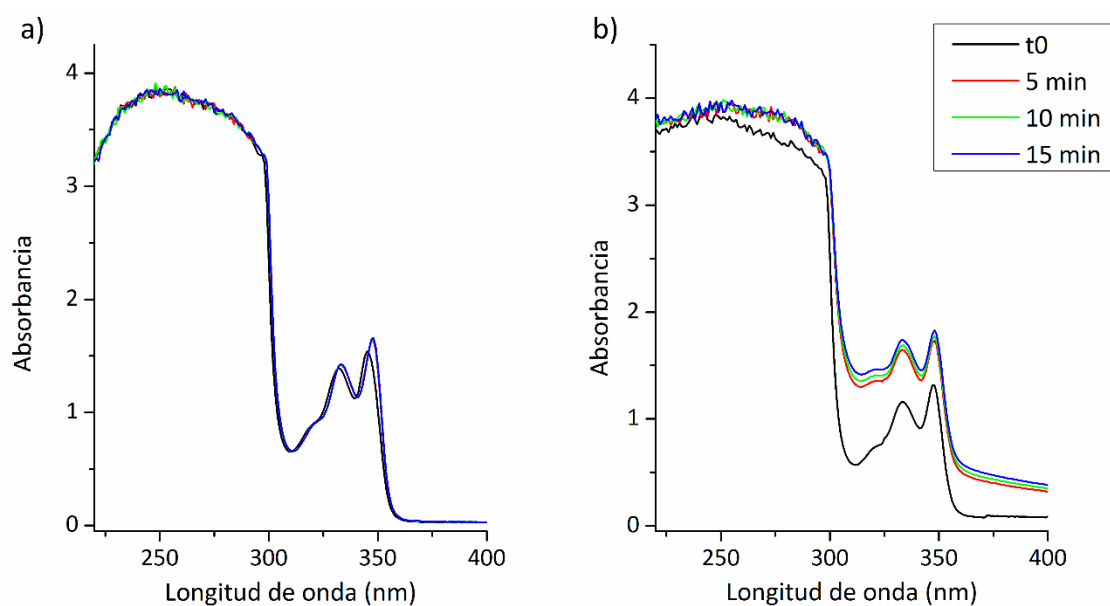 a)
4
3
2
1
0
250
300
350
400
Absorbancia
Longitud de onda (nm)
b)
4
3
2
1
0
250
300
350
400
Absorbancia
Longitud de onda (nm)
t0
5 min
10 min
15 min